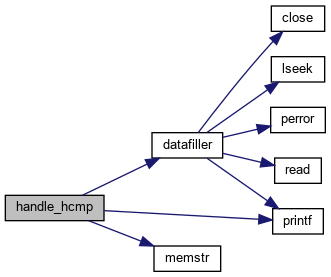 close
lseek
perror
datafiller
read
handle_hcmp
printf
memstr